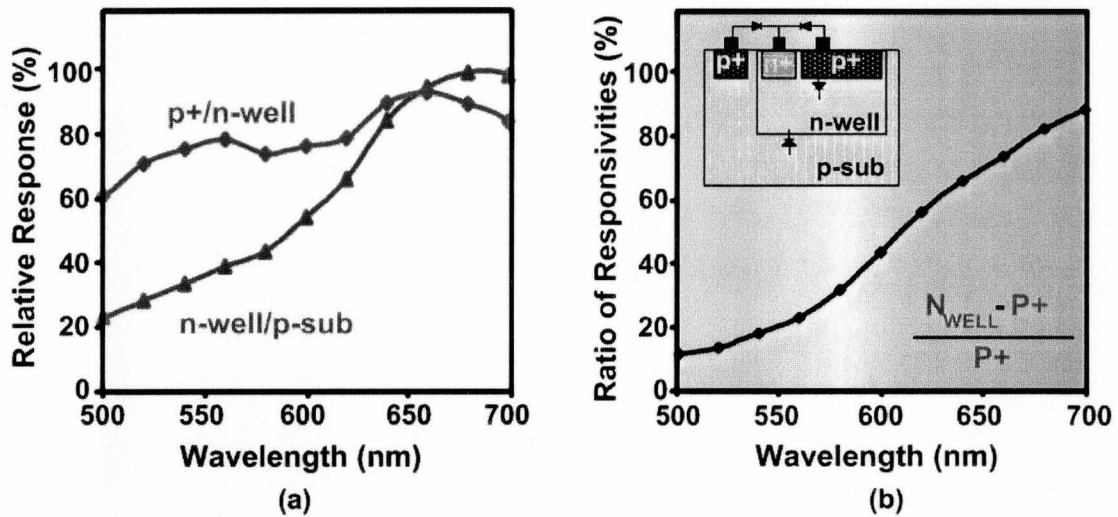 Relative Response (%)
100
80
60
40
20
0
p+/n-well
n-well/p-sub
500
550
600
650
700
Wavelength (nm)
(a)
Ratio of Responsivities (%)
100
80
60
40
20
0
p+
n+
p+
n-well
p-sub
N_WELL - P+
P+
500
550
600
650
700
Wavelength (nm)
(b)